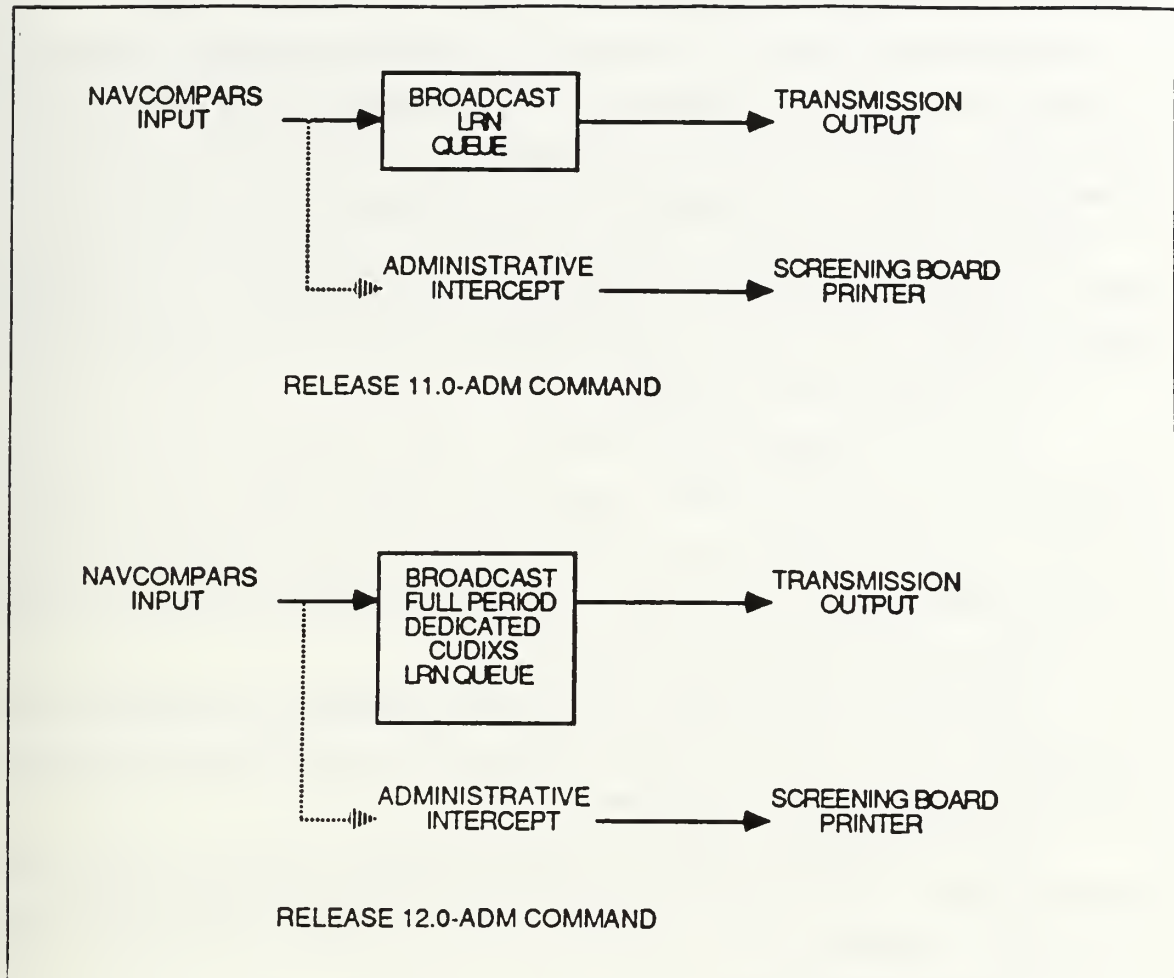 NAVCOMPARS
INPUT
BROADCAST
LRN
QUEUE
TRANSMISSION
OUTPUT
ADMINISTRATIVE
INTERCEPT
SCREENING BOARD
PRINTER
RELEASE 11.0-ADM COMMAND
NAVCOMPARS
INPUT
BROADCAST
FULL PERIOD
DEDICATED
CUDIXS
LRN QUEUE
TRANSMISSION
OUTPUT
ADMINISTRATIVE
INTERCEPT
SCREENING BOARD
PRINTER
RELEASE 12.0-ADM COMMAND